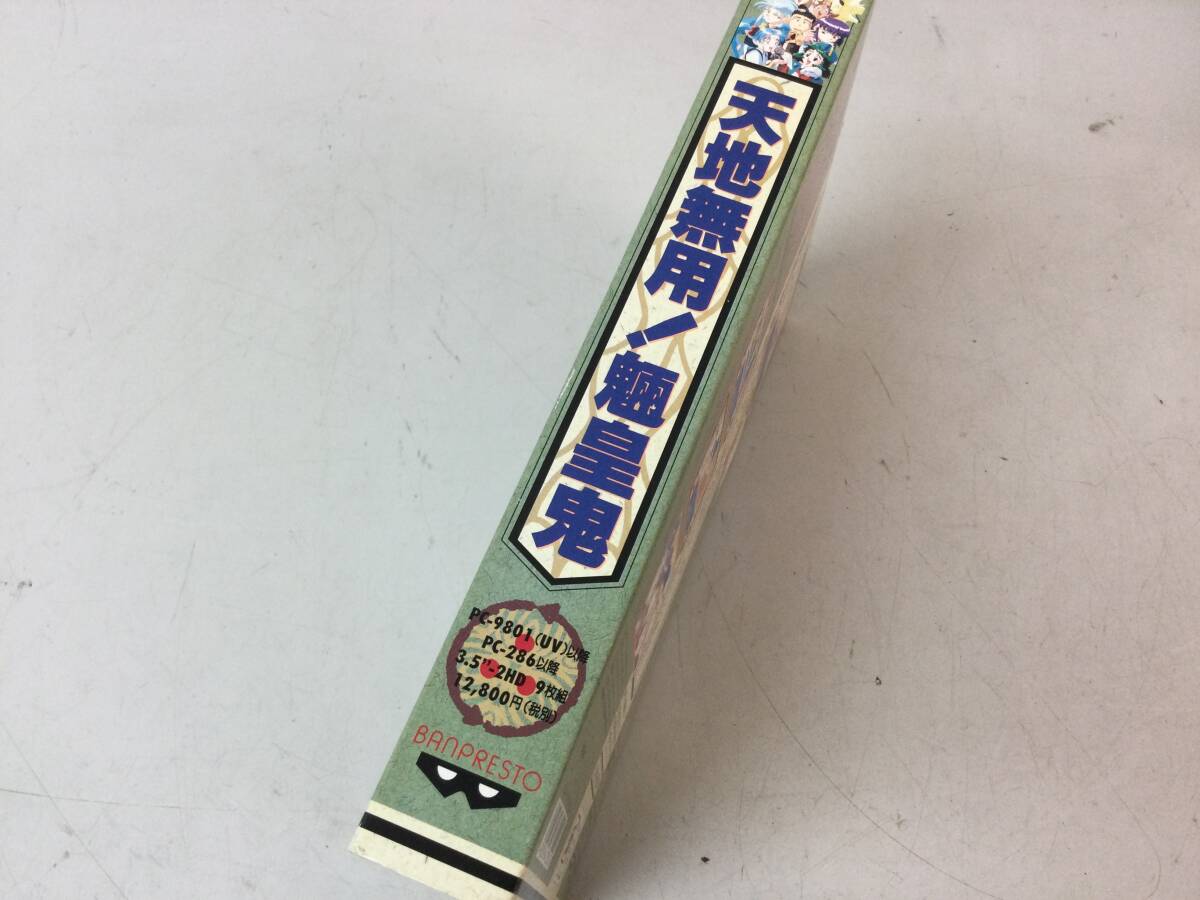 天地無用!魎皇鬼
PC-9801(UV)以降
PC-286以降
3.5"-2HD 9枚組
12,800円(税別)
BANPRESTO